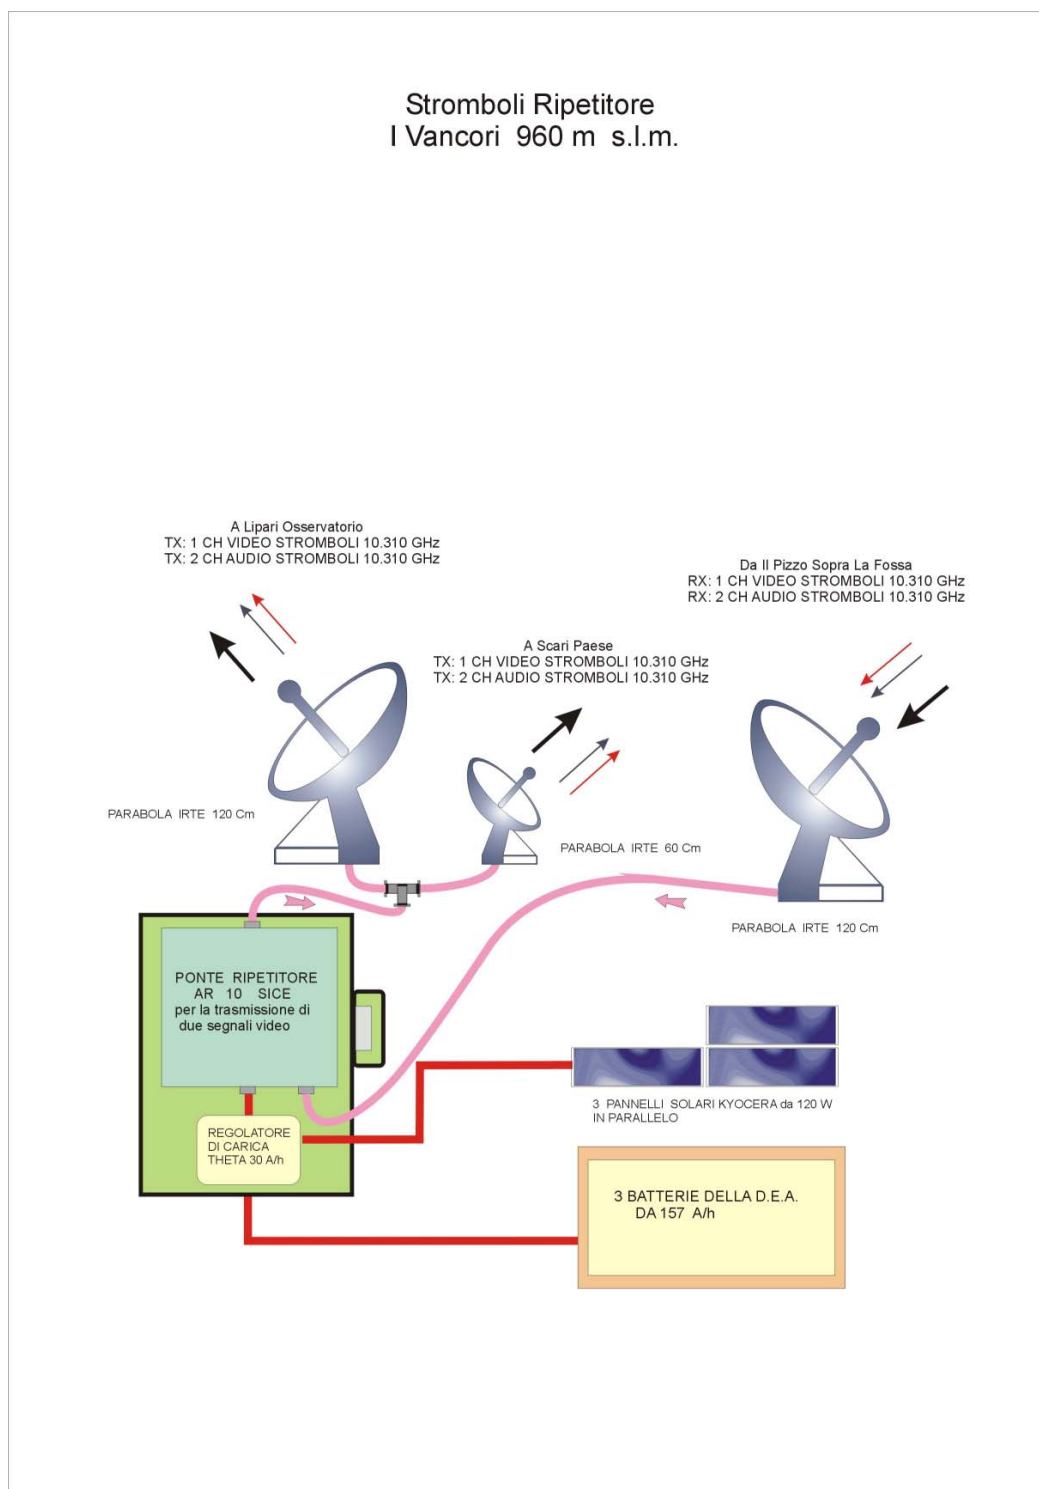 Stromboli Ripetitore
I Vancori 960 m s.l.m.
A Lipari Osservatorio
TX: 1 CH VIDEO STROMBOLI 10.310 GHz
TX: 2 CH AUDIO STROMBOLI 10.310 GHz
Da Il Pizzo Sopra La Fossa
RX: 1 CH VIDEO STROMBOLI 10.310 GHz
RX: 2 CH AUDIO STROMBOLI 10.310 GHz
A Scari Paese
TX: 1 CH VIDEO STROMBOLI 10.310 GHz
TX: 2 CH AUDIO STROMBOLI 10.310 GHz
PARABOLA IRTE 120 Cm
PARABOLA IRTE 60 Cm
PARABOLA IRTE 120 Cm
PONTE RIPETITORE
AR 10 SICE
per la trasmissione di
due segnali video
3 PANNELLI SOLARI KYOCERA da 120 W
IN PARALLELO
REGOLATORE
DI CARICA
THETA 30 A/h
3 BATTERIE DELLA D.E.A.
DA 157 A/h